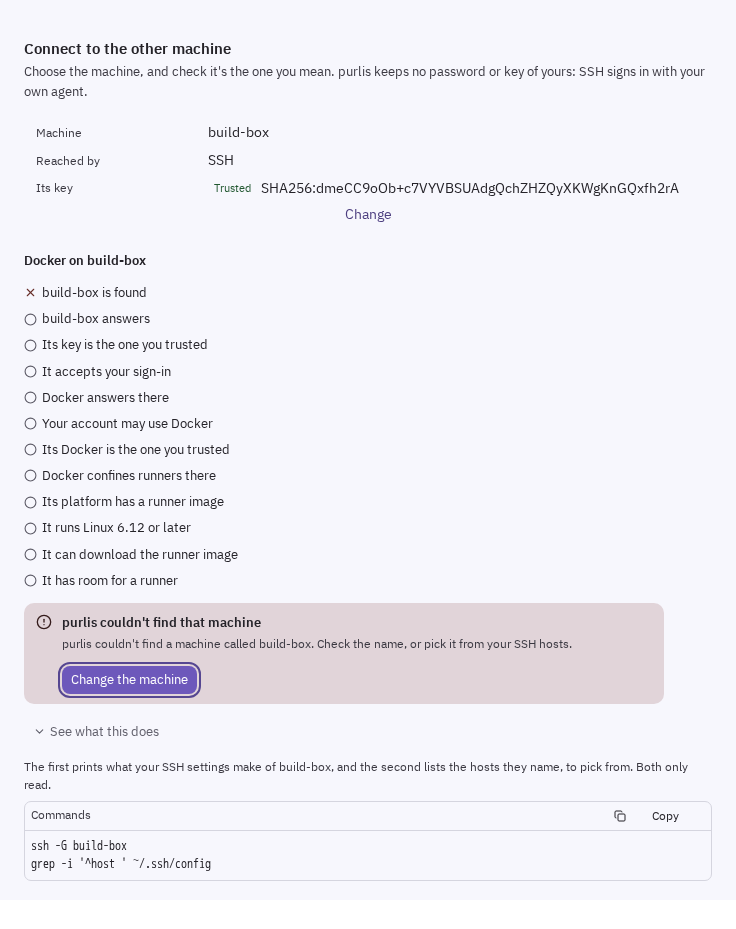 Connect to the other machine
Choose the machine, and check it's the one you mean. purlis keeps no password or key of yours: SSH signs in with your
own agent.
Machine build-box
Reached by SSH
Its key Trusted SHA256:dmeCC9oOb+c7VYVBSUAdgQchZHZQyXKWgKnGQxfh2rA
Change
Docker on build-box
build-box is found
build-box answers
Its key is the one you trusted
It accepts your sign-in
Docker answers there
Your account may use Docker
Its Docker is the one you trusted
Docker confines runners there
Its platform has a runner image
It runs Linux 6.12 or later
It can download the runner image
It has room for a runner
purlis couldn't find that machine
purlis couldn't find a machine called build-box. Check the name, or pick it from your SSH hosts.
Change the machine
See what this does
The first prints what your SSH settings make of build-box, and the second lists the hosts they name, to pick from. Both only
read.
Commands Copy
ssh -G build-box
grep -i '^host ' ~/.ssh/config